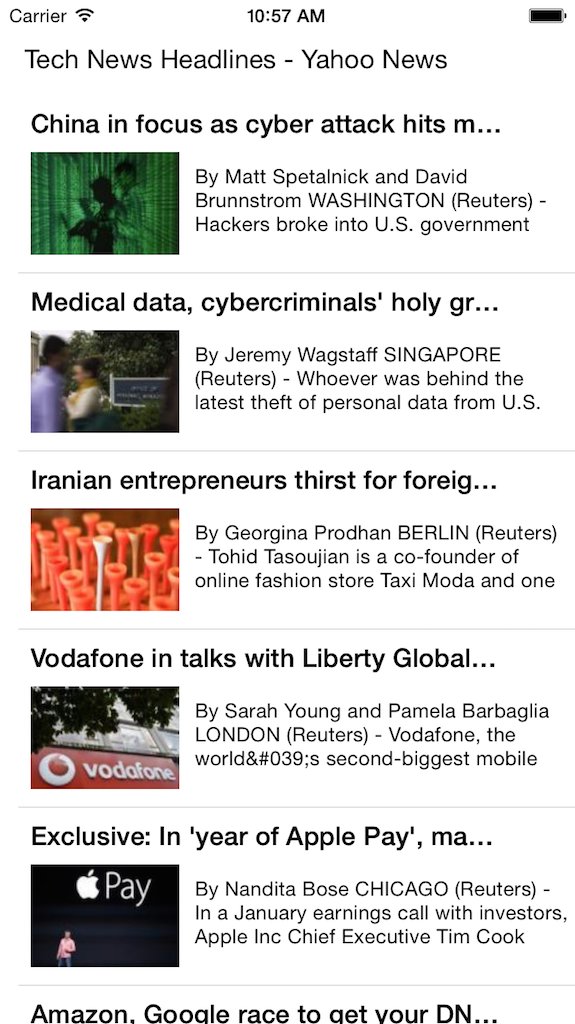 Carrier 10:57 AM
Tech News Headlines - Yahoo News
China in focus as cyber attack hits m…
By Matt Spetalnick and David
Brunnstrom WASHINGTON (Reuters) -
Hackers broke into U.S. government
Medical data, cybercriminals' holy gr…
By Jeremy Wagstaff SINGAPORE
(Reuters) - Whoever was behind the
latest theft of personal data from U.S.
Iranian entrepreneurs thirst for foreig…
By Georgina Prodhan BERLIN (Reuters)
- Tohid Tasoujian is a co-founder of
online fashion store Taxi Moda and one
Vodafone in talks with Liberty Global…
vodafone
By Sarah Young and Pamela Barbaglia
LONDON (Reuters) - Vodafone, the
world&#039;s second-biggest mobile
Exclusive: In 'year of Apple Pay', ma…
Pay
By Nandita Bose CHICAGO (Reuters) -
In a January earnings call with investors,
Apple Inc Chief Executive Tim Cook
Amazon, Google race to get your DN…